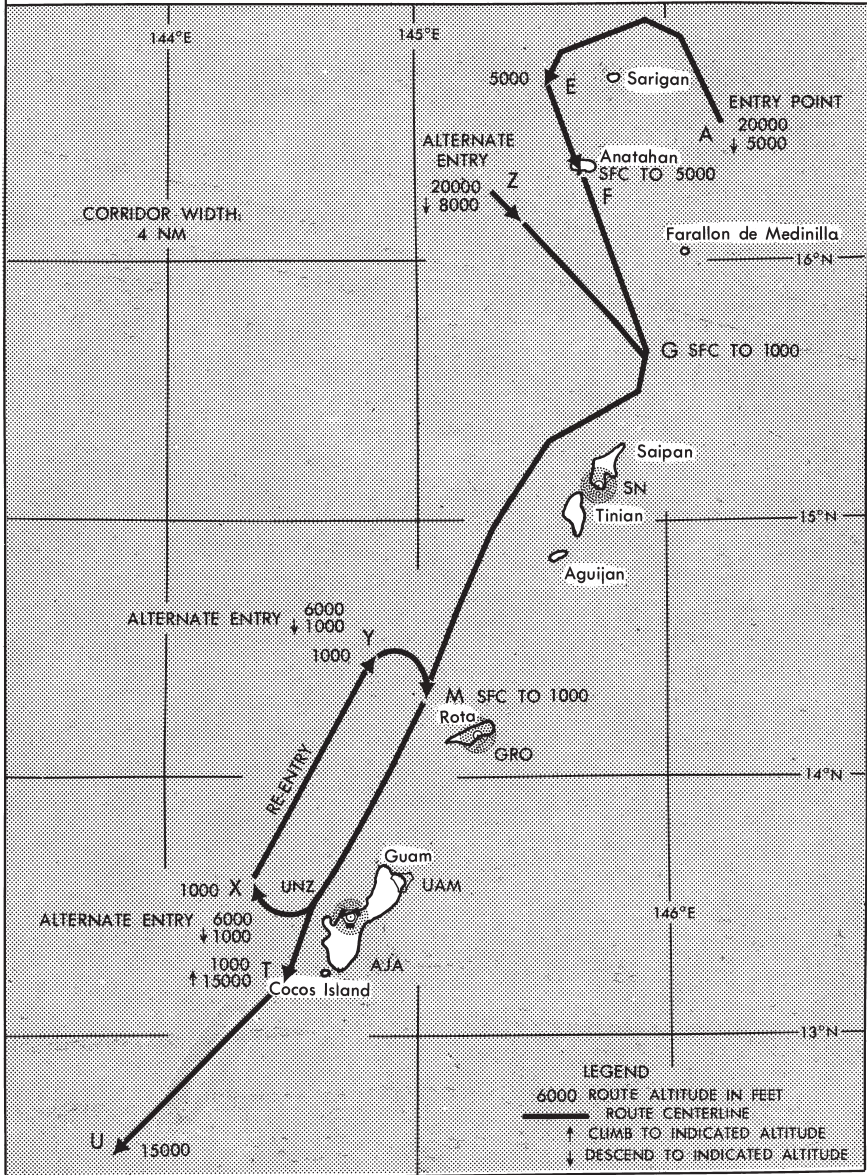 144°E
145°E
5000
E
Sarigan
ENTRY POINT
A
20000
↓ 5000
ALTERNATE
ENTRY
20000
↓ 8000
Z
Anatahan
SFC TO 5000
F
CORRIDOR WIDTH:
4 NM
Farallon de Medinilla
16°N
G SFC TO 1000
Saipan
SN
Tinian
15°N
Aguijan
ALTERNATE ENTRY
6000
↓ 1000
Y
1000
M SFC TO 1000
Rota
GRO
14°N
RE-ENTRY
Guam
1000 X
UNZ
UAM
146°E
ALTERNATE ENTRY
6000
↓ 1000
1000
↑ 15000
T
AJA
Cocos Island
13°N
LEGEND
6000 ROUTE ALTITUDE IN FEET
ROUTE CENTERLINE
↑ CLIMB TO INDICATED ALTITUDE
↓ DESCEND TO INDICATED ALTITUDE
U
15000